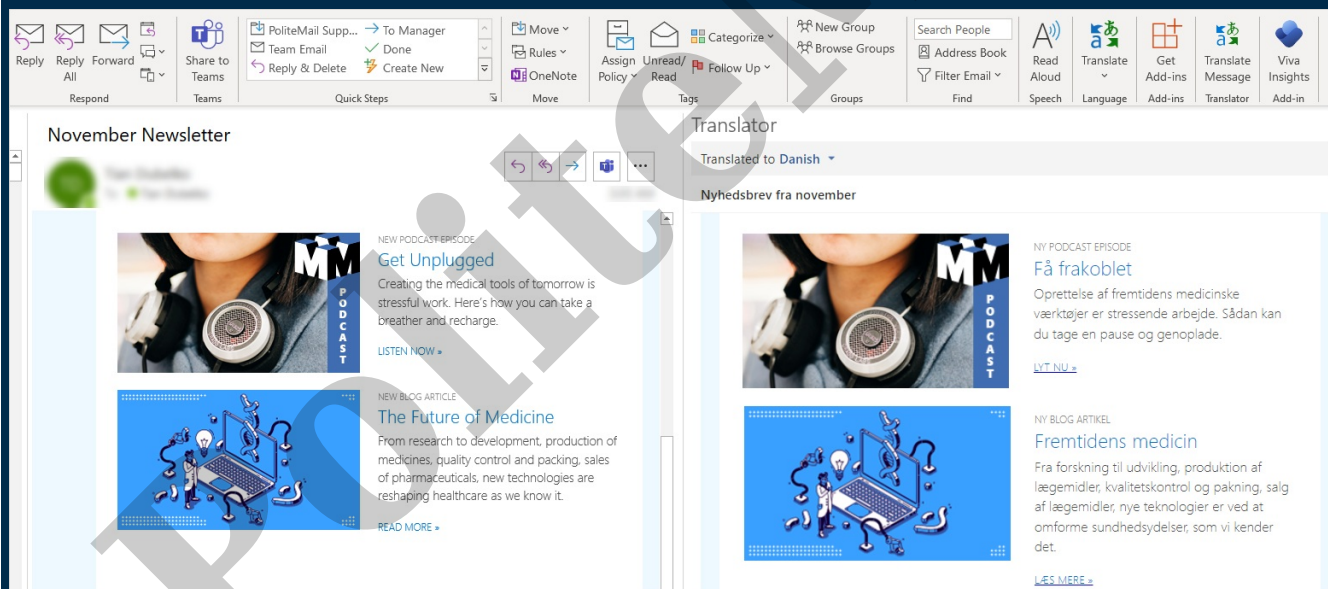 Reply
Reply All
Forward
Respond
Share to Teams
Teams
PoliteMail Supp...
To Manager
Team Email
Done
Reply & Delete
Create New
Quick Steps
Move
Rules
OneNote
Move
Assign Policy
Unread/ Read
Categorize
Follow Up
Tags
New Group
Browse Groups
Groups
Search People
Address Book
Filter Email
Find
Read Aloud
Speech
Translate
Language
Get Add-ins
Add-ins
Translate Message
Translator
Viva Insights
Add-in
November Newsletter
MM
PODCAST
NEW PODCAST EPISODE
Get Unplugged
Creating the medical tools of tomorrow is
stressful work. Here's how you can take a
breather and recharge.
LISTEN NOW »
NEW BLOG ARTICLE
The Future of Medicine
From research to development, production of
medicines, quality control and packing, sales
of pharmaceuticals, new technologies are
reshaping healthcare as we know it.
READ MORE »
Translator
Translated to Danish
Nyhedsbrev fra november
MM
PODCAST
NY PODCAST EPISODE
Få frakoblet
Oprettelse af fremtidens medicinske
værktøjer er stressende arbejde. Sådan kan
du tage en pause og genoplade.
LYT NU »
NY BLOG ARTIKEL
Fremtidens medicin
Fra forskning til udvikling, produktion af
lægemidler, kvalitetskontrol og pakning, salg
af lægemidler, nye teknologier er ved at
omforme sundhedsydelser, som vi kender
det.
LÆS MERE »